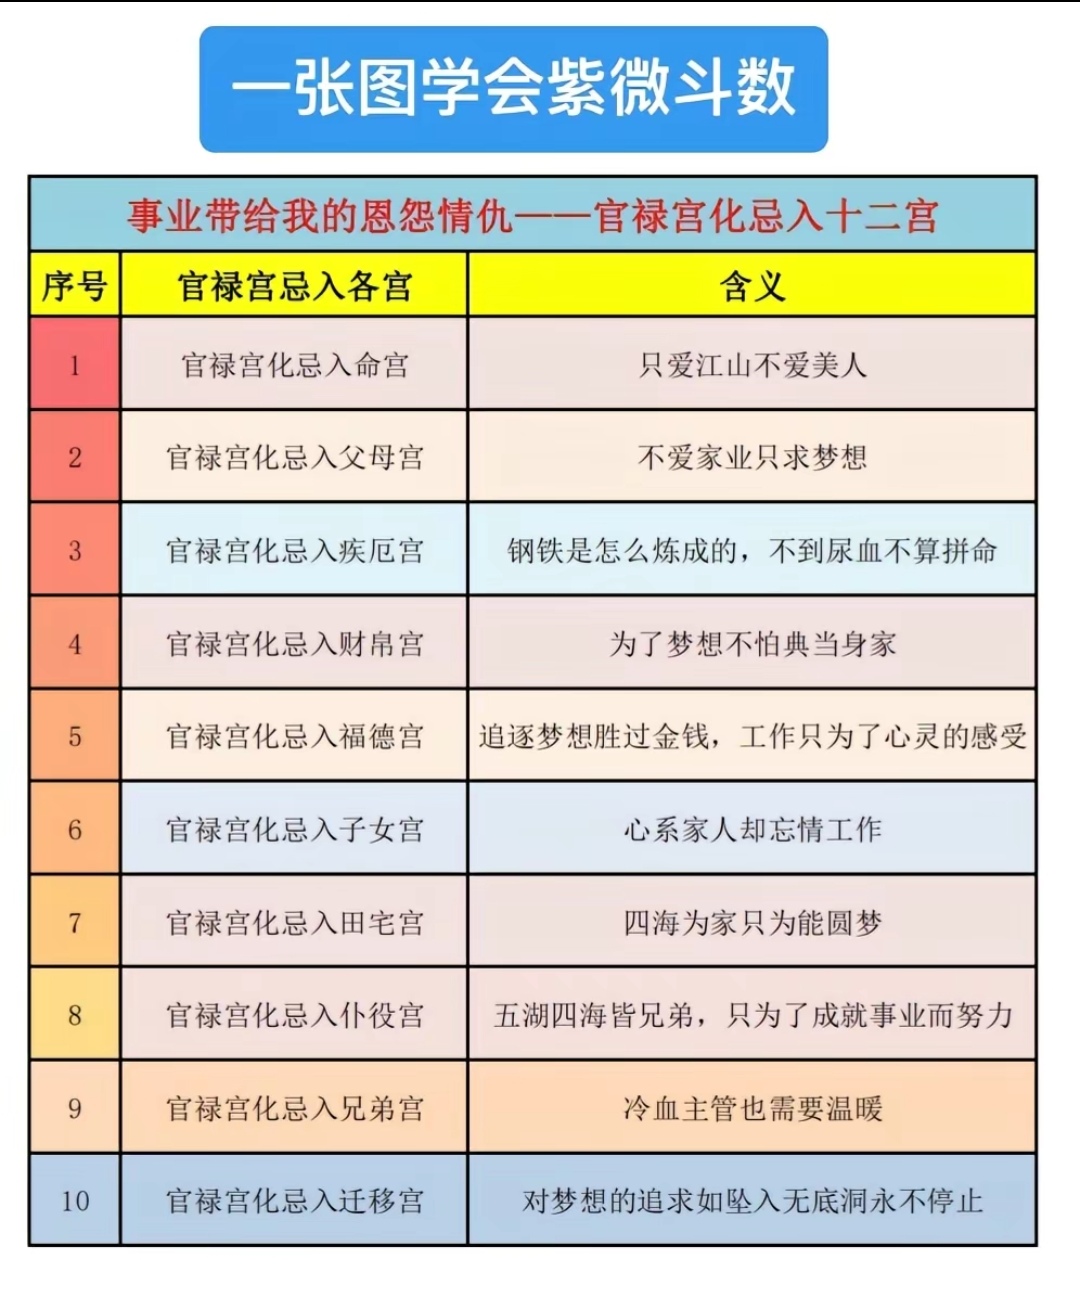 一张图学会紫微斗数
事业带给我的恩怨情仇——官禄宫化忌入十二宫
序号 官禄宫忌入各宫 含义
1 官禄宫化忌入命宫 只爱江山不爱美人
2 官禄宫化忌入父母宫 不爱家业只求梦想
3 官禄宫化忌入疾厄宫 钢铁是怎么炼成的，不到尿血不算拼命
4 官禄宫化忌入财帛宫 为了梦想不怕典当身家
5 官禄宫化忌入福德宫 追逐梦想胜过金钱，工作只为了心灵的感受
6 官禄宫化忌入子女宫 心系家人却忘情工作
7 官禄宫化忌入田宅宫 四海为家只为能圆梦
8 官禄宫化忌入仆役宫 五湖四海皆兄弟，只为了成就事业而努力
9 官禄宫化忌入兄弟宫 冷血主管也需要温暖
10 官禄宫化忌入迁移宫 对梦想的追求如坠入无底洞永不停止